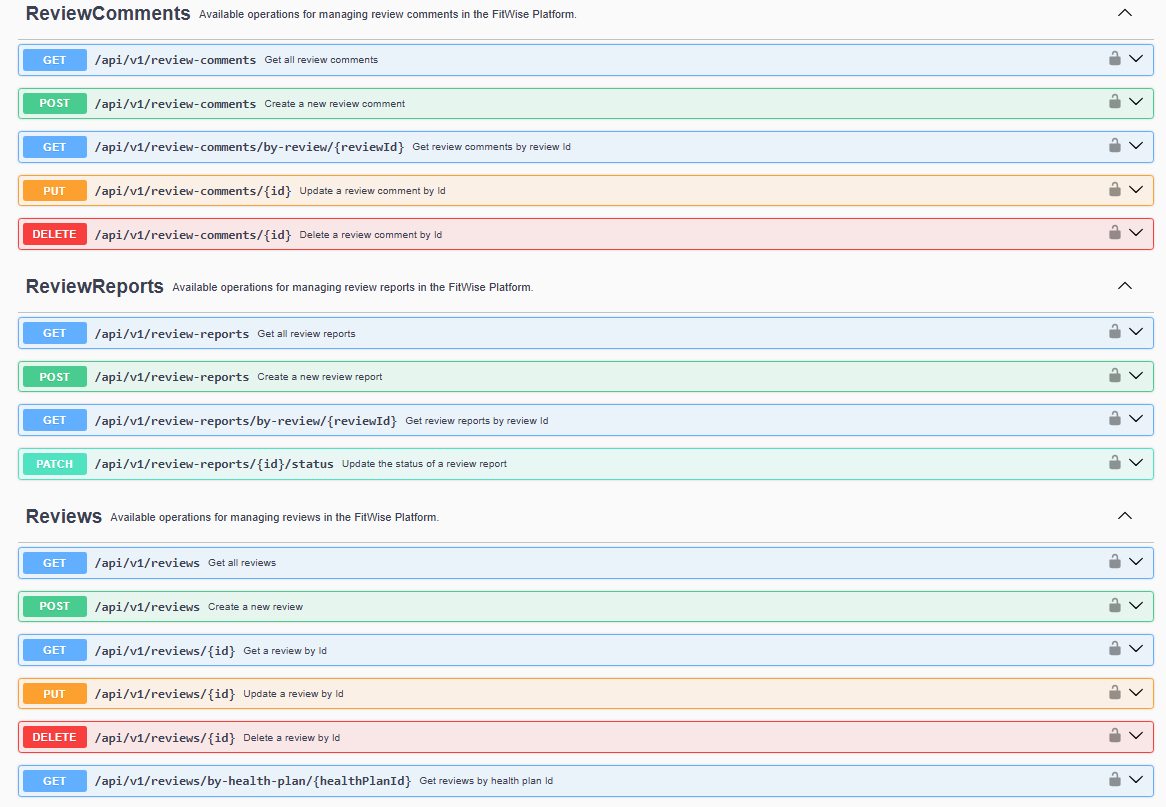 ReviewComments Available operations for managing review comments in the FitWise Platform.
GET /api/v1/review-comments Get all review comments
POST /api/v1/review-comments Create a new review comment
GET /api/v1/review-comments/by-review/{reviewId} Get review comments by review Id
PUT /api/v1/review-comments/{id} Update a review comment by Id
DELETE /api/v1/review-comments/{id} Delete a review comment by Id
ReviewReports Available operations for managing review reports in the FitWise Platform.
GET /api/v1/review-reports Get all review reports
POST /api/v1/review-reports Create a new review report
GET /api/v1/review-reports/by-review/{reviewId} Get review reports by review Id
PATCH /api/v1/review-reports/{id}/status Update the status of a review report
Reviews Available operations for managing reviews in the FitWise Platform.
GET /api/v1/reviews Get all reviews
POST /api/v1/reviews Create a new review
GET /api/v1/reviews/{id} Get a review by Id
PUT /api/v1/reviews/{id} Update a review by Id
DELETE /api/v1/reviews/{id} Delete a review by Id
GET /api/v1/reviews/by-health-plan/{healthPlanId} Get reviews by health plan Id